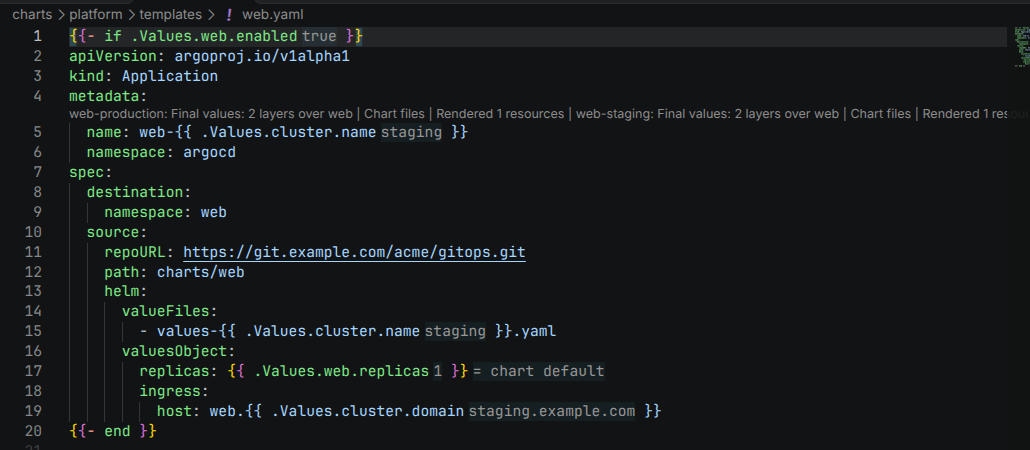 charts > platform > templates > ! web.yaml
1 {{- if .Values.web.enabled true }}
2 apiVersion: argoproj.io/v1alpha1
3 kind: Application
4 metadata:
web-production: Final values: 2 layers over web | Chart files | Rendered 1 resources | web-staging: Final values: 2 layers over web | Chart files | Rendered 1 resou
5 name: web-{{ .Values.cluster.name staging }}
6 namespace: argocd
7 spec:
8 destination:
9 namespace: web
10 source:
11 repoURL: https://git.example.com/acme/gitops.git
12 path: charts/web
13 helm:
14 valueFiles:
15 - values-{{ .Values.cluster.name staging }}.yaml
16 valuesObject:
17 replicas: {{ .Values.web.replicas 1 }} = chart default
18 ingress:
19 host: web.{{ .Values.cluster.domain staging.example.com }}
20 {{- end }}
21